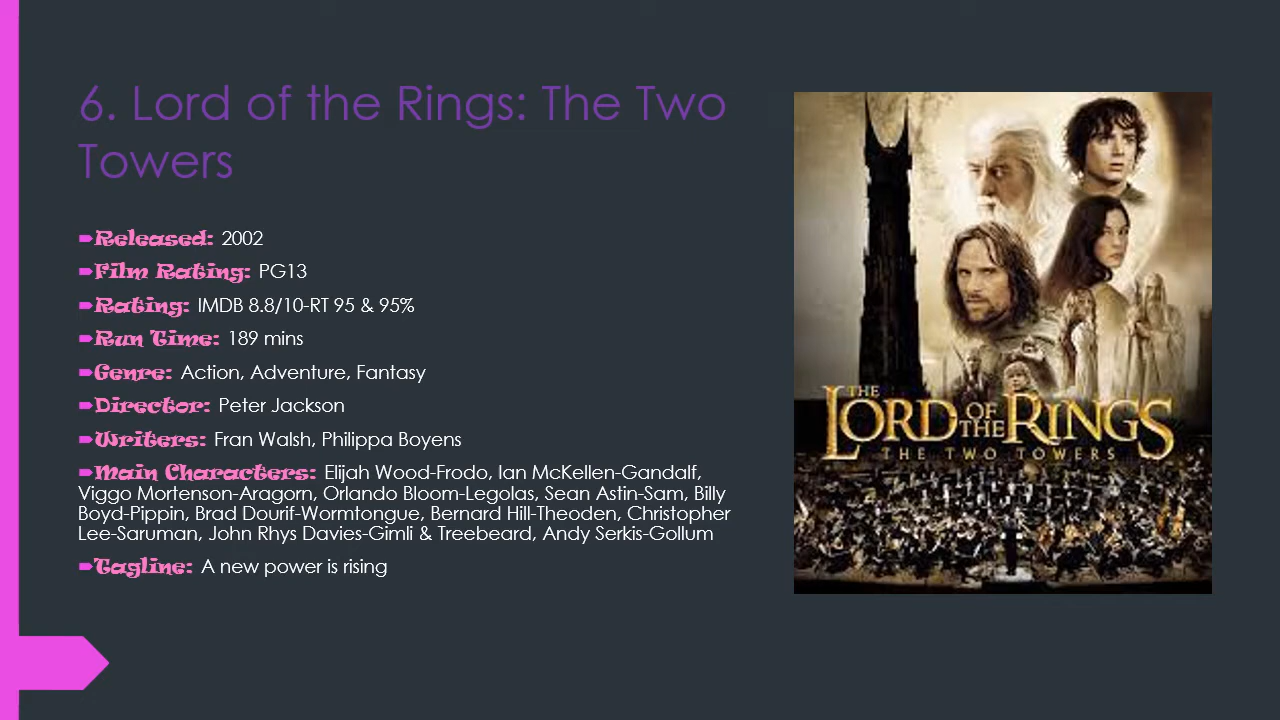 6. Lord of the Rings: The Two
Towers
Released: 2002
Film Rating: PG13
Rating: IMDB 8.8/10-RT 95 & 95%
Run Time: 189 mins
Genre: Action, Adventure, Fantasy
Director: Peter Jackson
Writers: Fran Walsh, Philippa Boyens
Main Characters: Elijah Wood-Frodo, Ian McKellen-Gandalf,
Viggo Mortenson-Aragorn, Orlando Bloom-Legolas, Sean Astin-Sam, Billy
Boyd-Pippin, Brad Dourif-Wormtongue, Bernard Hill-Theoden, Christopher
Lee-Saruman, John Rhys Davies-Gimli & Treebeard, Andy Serkis-Gollum
Tagline: A new power is rising
THE
LORD OF THE RINGS
THE TWO TOWERS